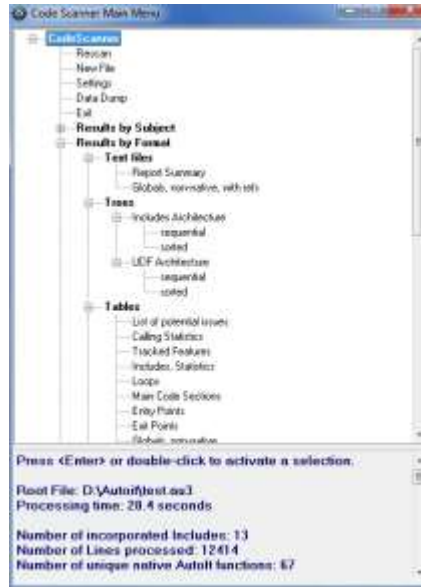 Code Scanner Main Menu
CodeScanner
Rescan
New File
Settings
Data Dump
Exit
Results by Subject
Results by Format
Text files
Report Summary
Globals, non-native, with refs
Trees
Includes Architecture
sequential
sorted
UDF Architecture
sequential
sorted
Tables
List of potential issues
Calling Statistics
Tracked Features
Includes, Statistics
Loops
Main Code Sections
Entry Points
Exit Points
Globals, non-native
Press <Enter> or double-click to activate a selection.
Root File: D:\AutoIt\test.au3
Processing time: 20.4 seconds
Number of incorporated Includes: 13
Number of Lines processed: 12414
Number of unique native AutoIt functions: 67